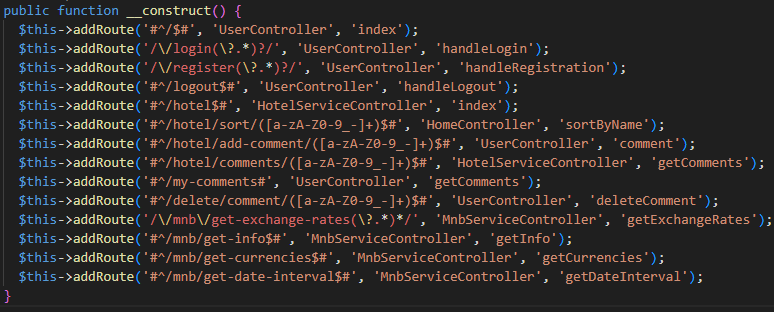 public function __construct() {
$this->addRoute('#^/$#', 'UserController', 'index');
$this->addRoute('/\/login(\?.*)?/', 'UserController', 'handleLogin');
$this->addRoute('/\/register(\?.*)?/', 'UserController', 'handleRegistration');
$this->addRoute('#^/logout$#', 'UserController', 'handleLogout');
$this->addRoute('#^/hotel$#', 'HotelServiceController', 'index');
$this->addRoute('#^/hotel/sort/([a-zA-Z0-9_-]+)$#', 'HomeController', 'sortByName');
$this->addRoute('#^/hotel/add-comment/([a-zA-Z0-9_-]+)$#', 'UserController', 'comment');
$this->addRoute('#^/hotel/comments/([a-zA-Z0-9_-]+)$#', 'HotelServiceController', 'getComments');
$this->addRoute('#^/my-comments#', 'UserController', 'getComments');
$this->addRoute('#^/delete/comment/([a-zA-Z0-9_-]+)$#', 'UserController', 'deleteComment');
$this->addRoute('/\/mnb\/get-exchange-rates(\?.*)*/', 'MnbServiceController', 'getExchangeRates');
$this->addRoute('#^/mnb/get-info$#', 'MnbServiceController', 'getInfo');
$this->addRoute('#^/mnb/get-currencies$#', 'MnbServiceController', 'getCurrencies');
$this->addRoute('#^/mnb/get-date-interval$#', 'MnbServiceController', 'getDateInterval');
}